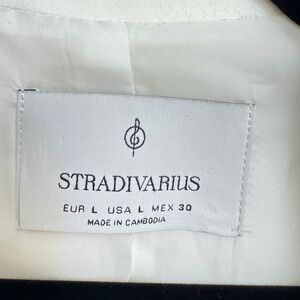 STRADIVARIUS
EUR L USA L MEX 30
MADE IN CAMBODIA